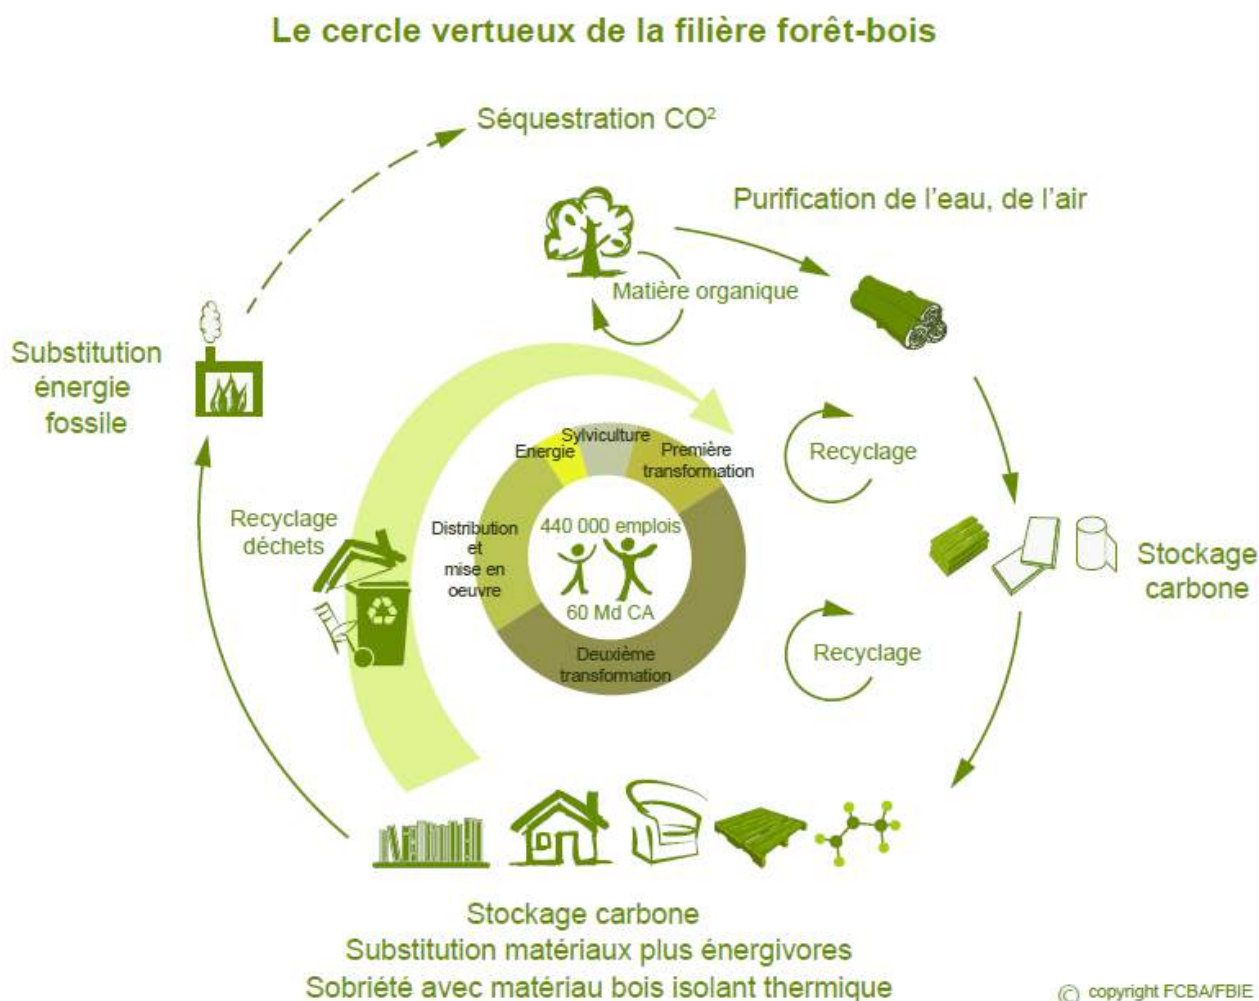 Le cercle vertueux de la filière forêt-bois
Séquestration CO²
Purification de l'eau, de l'air
Matière organique
Substitution
énergie
fossile
Sylviculture
Energie
Première
transformation
Recyclage
Recyclage
déchets
Distribution
et
mise en
oeuvre
440 000 emplois
60 Md CA
Stockage
carbone
Deuxième
transformation
Recyclage
Stockage carbone
Substitution matériaux plus énergivores
Sobriété avec matériau bois isolant thermique
© copyright FCBA/FBIE